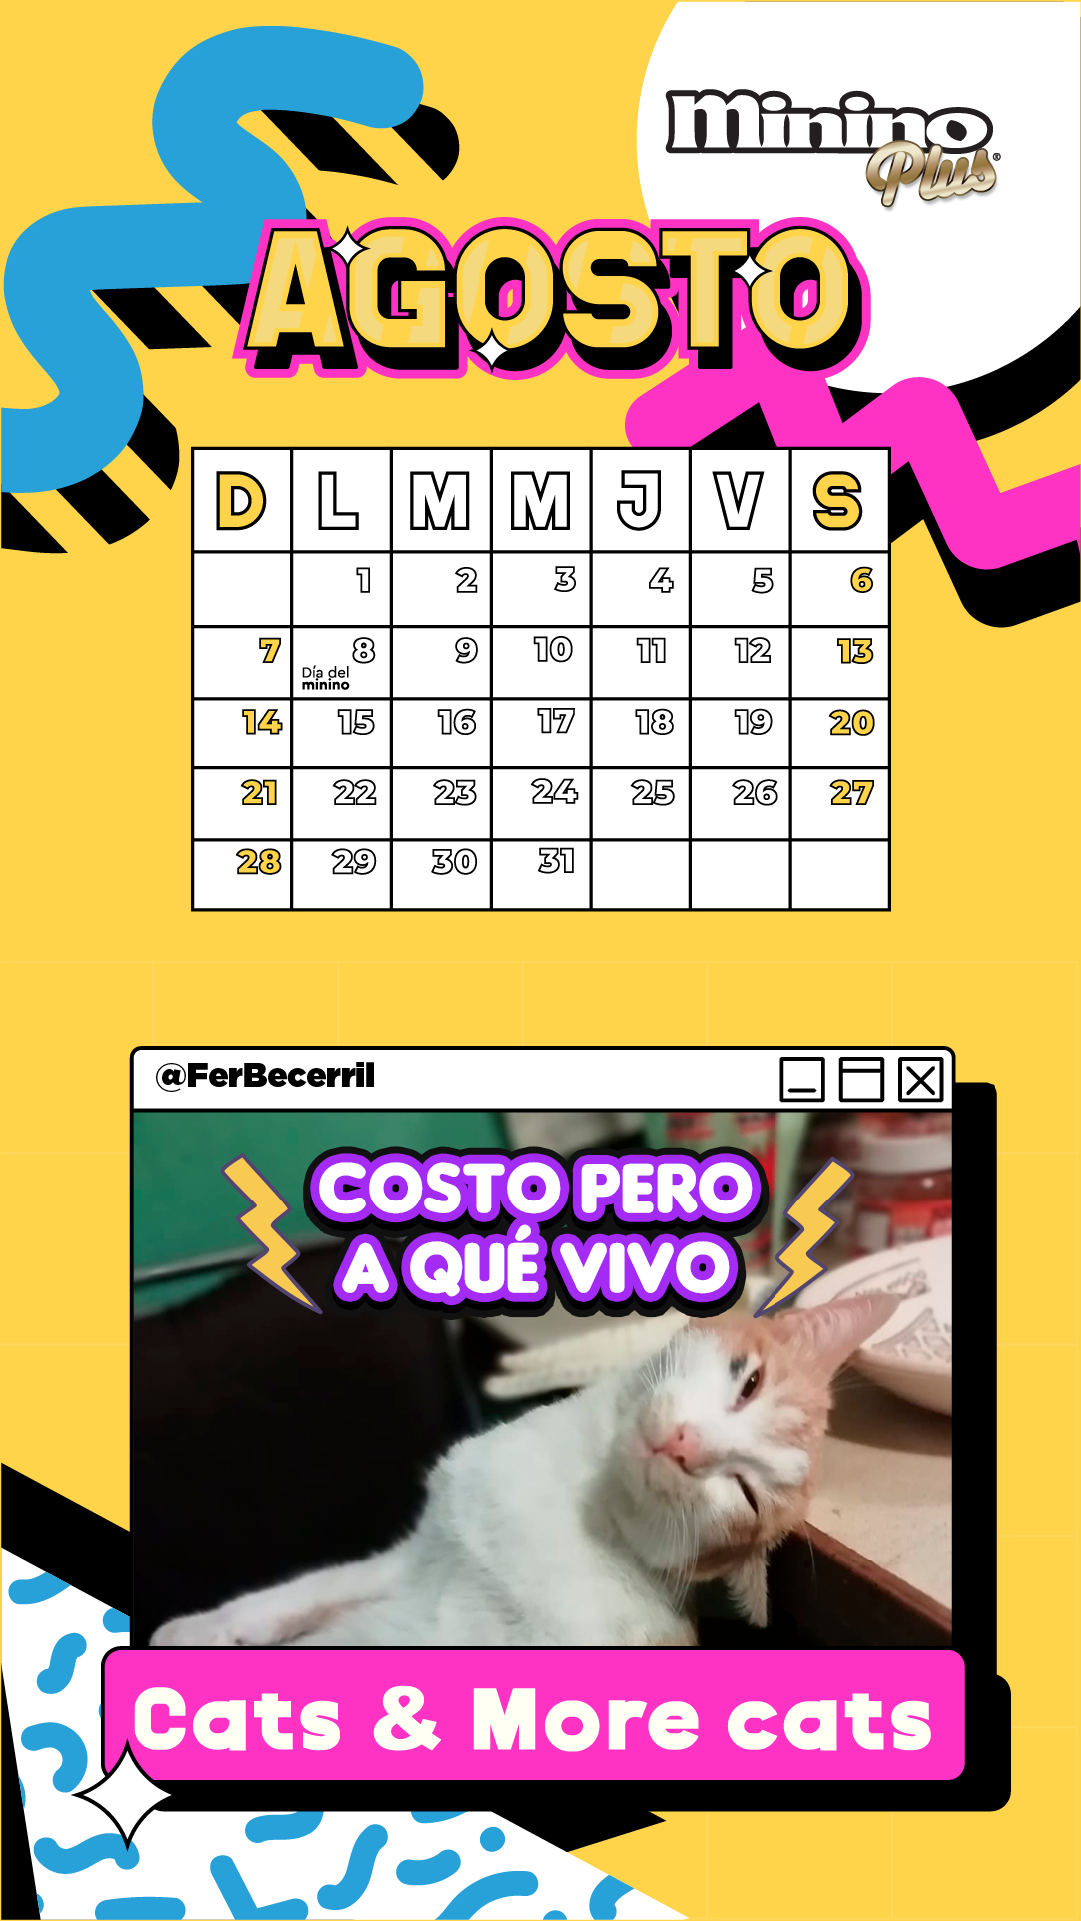 Minino
Plus®
AGOSTO
D L M M J V S
1 2 3 4 5 6
7 8 9 10 11 12 13
Día del
minino
14 15 16 17 18 19 20
21 22 23 24 25 26 27
28 29 30 31
@FerBecerril
COSTO PERO
A QUÉ VIVO
Cats & More cats